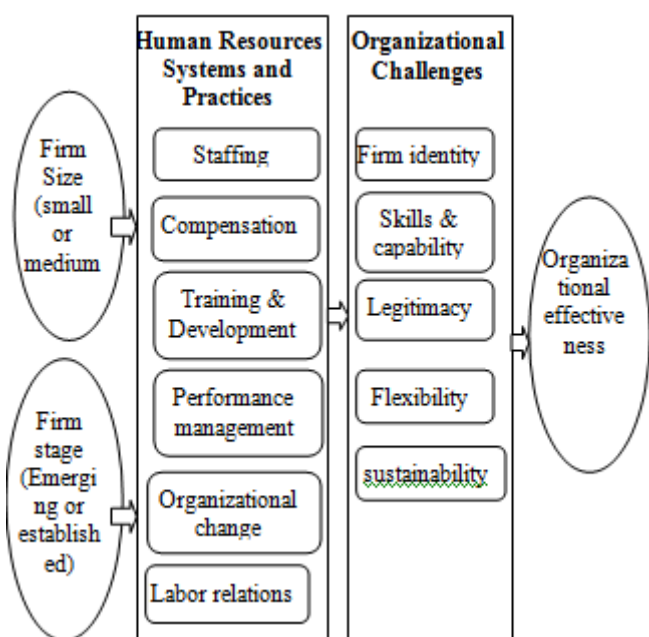 Firm
Size
(small
or
medium
Firm
stage
(Emergi
ng or
establish
ed)
Human Resources
Systems and
Practices
Staffing
Compensation
Training &
Development
Performance
management
Organizational
change
Labor relations
Organizational
Challenges
Firm identity
Skills &
capability
Legitimacy
Flexibility
sustainability
Organiza
tional
effective
ness